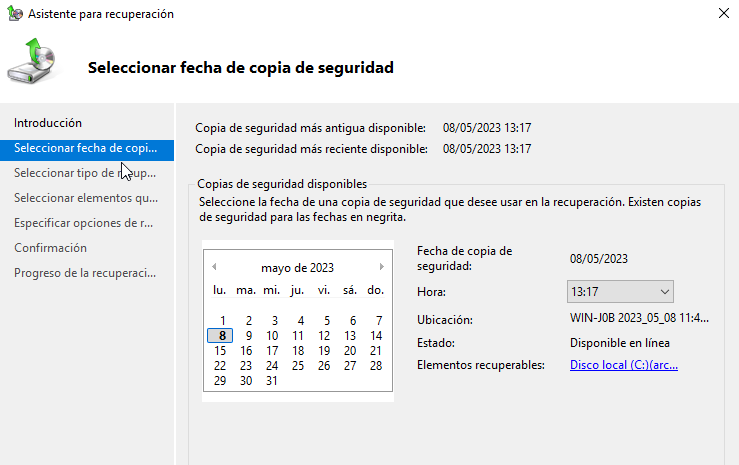 Asistente para recuperación
Seleccionar fecha de copia de seguridad
Introducción
Seleccionar fecha de copi...
Seleccionar tipo de recup...
Seleccionar elementos qu...
Especificar opciones de r...
Confirmación
Progreso de la recuperaci...
Copia de seguridad más antigua disponible: 08/05/2023 13:17
Copia de seguridad más reciente disponible: 08/05/2023 13:17
Copias de seguridad disponibles
Seleccione la fecha de una copia de seguridad que desee usar en la recuperación. Existen copias
de seguridad para las fechas en negrita.
mayo de 2023
lu. ma. mi. ju. vi. sá. do.
1 2 3 4 5 6 7
8 9 10 11 12 13 14
15 16 17 18 19 20 21
22 23 24 25 26 27 28
29 30 31
Fecha de copia de
seguridad: 08/05/2023
Hora: 13:17
Ubicación: WIN-J0B 2023_05_08 11:4...
Estado: Disponible en línea
Elementos recuperables: Disco local (C:)(arc...